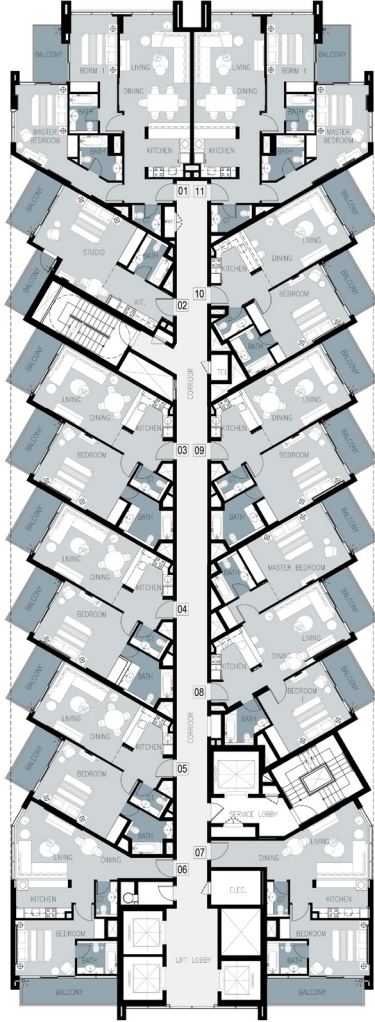 BALCONY
BDRM 1
LIVING
LIVING
BDRM 1
BALCONY
DINING
DINING
MASTER BEDROOM
BATH
BATH
MASTER BEDROOM
KITCHEN
KITCHEN
BATH
BATH
01
11
BALCONY
BALCONY
STUDIO
LIVING
DINING
KITCHEN
BATH
BALCONY
KIT.
02
10
BEDROOM
BALCONY
BATH
CORRIDOR
TEL.
BALCONY
LIVING
DINING
KITCHEN
KITCHEN
DINING
LIVING
BALCONY
03
09
BALCONY
BEDROOM
BEDROOM
BALCONY
BATH
BATH
BALCONY
LIVING
DINING
KITCHEN
BATH
MASTER BEDROOM
BALCONY
04
BALCONY
BEDROOM
BATH
KITCHEN
DINING
LIVING
BALCONY
08
BALCONY
LIVING
DINING
KITCHEN
CORRIDOR
BATH
BEDROOM 1
BALCONY
05
BALCONY
BEDROOM
BATH
SERVICE LOBBY
LIVING
DINING
06
07
DINING
LIVING
KITCHEN
ELEC.
KITCHEN
BEDROOM
BATH
LIFT LOBBY
BATH
BEDROOM
BALCONY
BALCONY